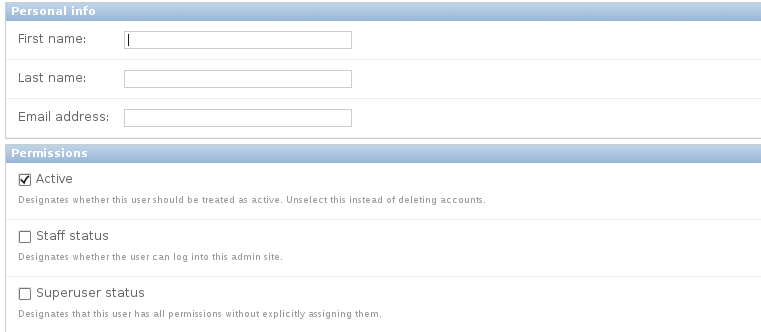 Personal info
First name:
Last name:
Email address:
Permissions
Active
Designates whether this user should be treated as active. Unselect this instead of deleting accounts.
Staff status
Designates whether the user can log into this admin site.
Superuser status
Designates that this user has all permissions without explicitly assigning them.